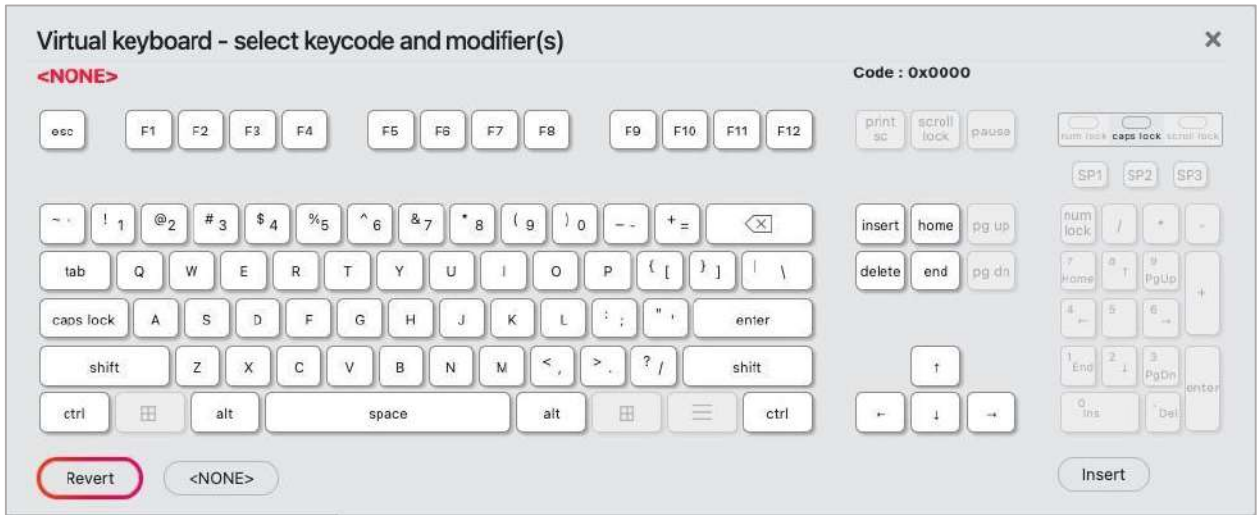 Virtual keyboard - select keycode and modifier(s) ×
<NONE> Code : 0x0000
esc F1 F2 F3 F4 F5 F6 F7 F8 F9 F10 F11 F12 print sc scroll lock pause num lock caps lock scroll lock
SP1 SP2 SP3
~ ` ! 1 @ 2 # 3 $ 4 % 5 ^ 6 & 7 * 8 ( 9 ) 0 _ - + = insert home pg up num lock / * -
tab Q W E R T Y U I O P { [ } ] | \ delete end pg dn 7 Home 8 ↑ 9 PgUp +
caps lock A S D F G H J K L : ; " ' enter 4 ← 5 6 →
shift Z X C V B N M < , > . ? / shift ↑ 1 End 2 ↓ 3 PgDn enter
ctrl alt space alt ctrl ← ↓ → 0 Ins . Del
Revert <NONE> Insert